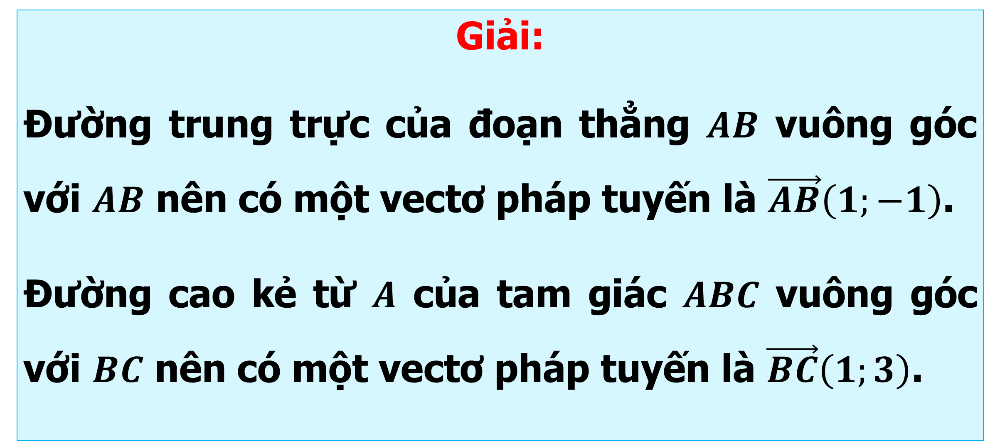 Giải:
Đường trung trực của đoạn thẳng AB vuông góc
với AB nên có một vectơ pháp tuyến là $\overrightarrow{AB}(1;-1)$.
Đường cao kẻ từ A của tam giác ABC vuông góc
với BC nên có một vectơ pháp tuyến là $\overrightarrow{BC}(1;3)$.